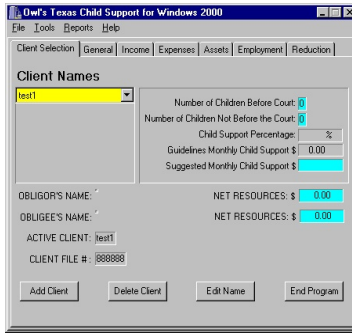 Owl's Texas Child Support for Windows 2000
File Tools Reports Help
Client Selection General Income Expenses Assets Employment Reduction
Client Names
test1
Number of Children Before Court: 0
Number of Children Not Before the Court: 0
Child Support Percentage: %
Guidelines Monthly Child Support $ 0.00
Suggested Monthly Child Support $
OBLIGOR'S NAME: NET RESOURCES: $ 0.00
OBLIGEE'S NAME: NET RESOURCES: $ 0.00
ACTIVE CLIENT: test1
CLIENT FILE #: 888888
Add Client Delete Client Edit Name End Program